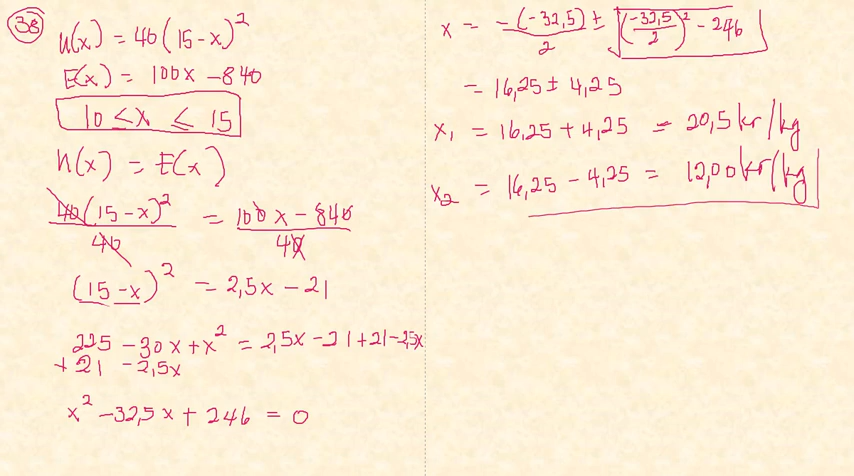 38
U(x) = 40(15-x)²
E(x) = 100x - 840
10 ≤ x ≤ 15
U(x) = E(x)
40(15-x)²/40 = (100x - 840)/40
(15-x)² = 2,5x - 21
225 - 30x + x² = 2,5x - 21 + 21 - 2,5x
+ 21 - 2,5x
x² - 32,5x + 246 = 0
x = -(-32,5)/2 ± √((-32,5/2)² - 246)
= 16,25 ± 4,25
x₁ = 16,25 + 4,25 = 20,5 kr/kg
x₂ = 16,25 - 4,25 = 12,00 kr/kg